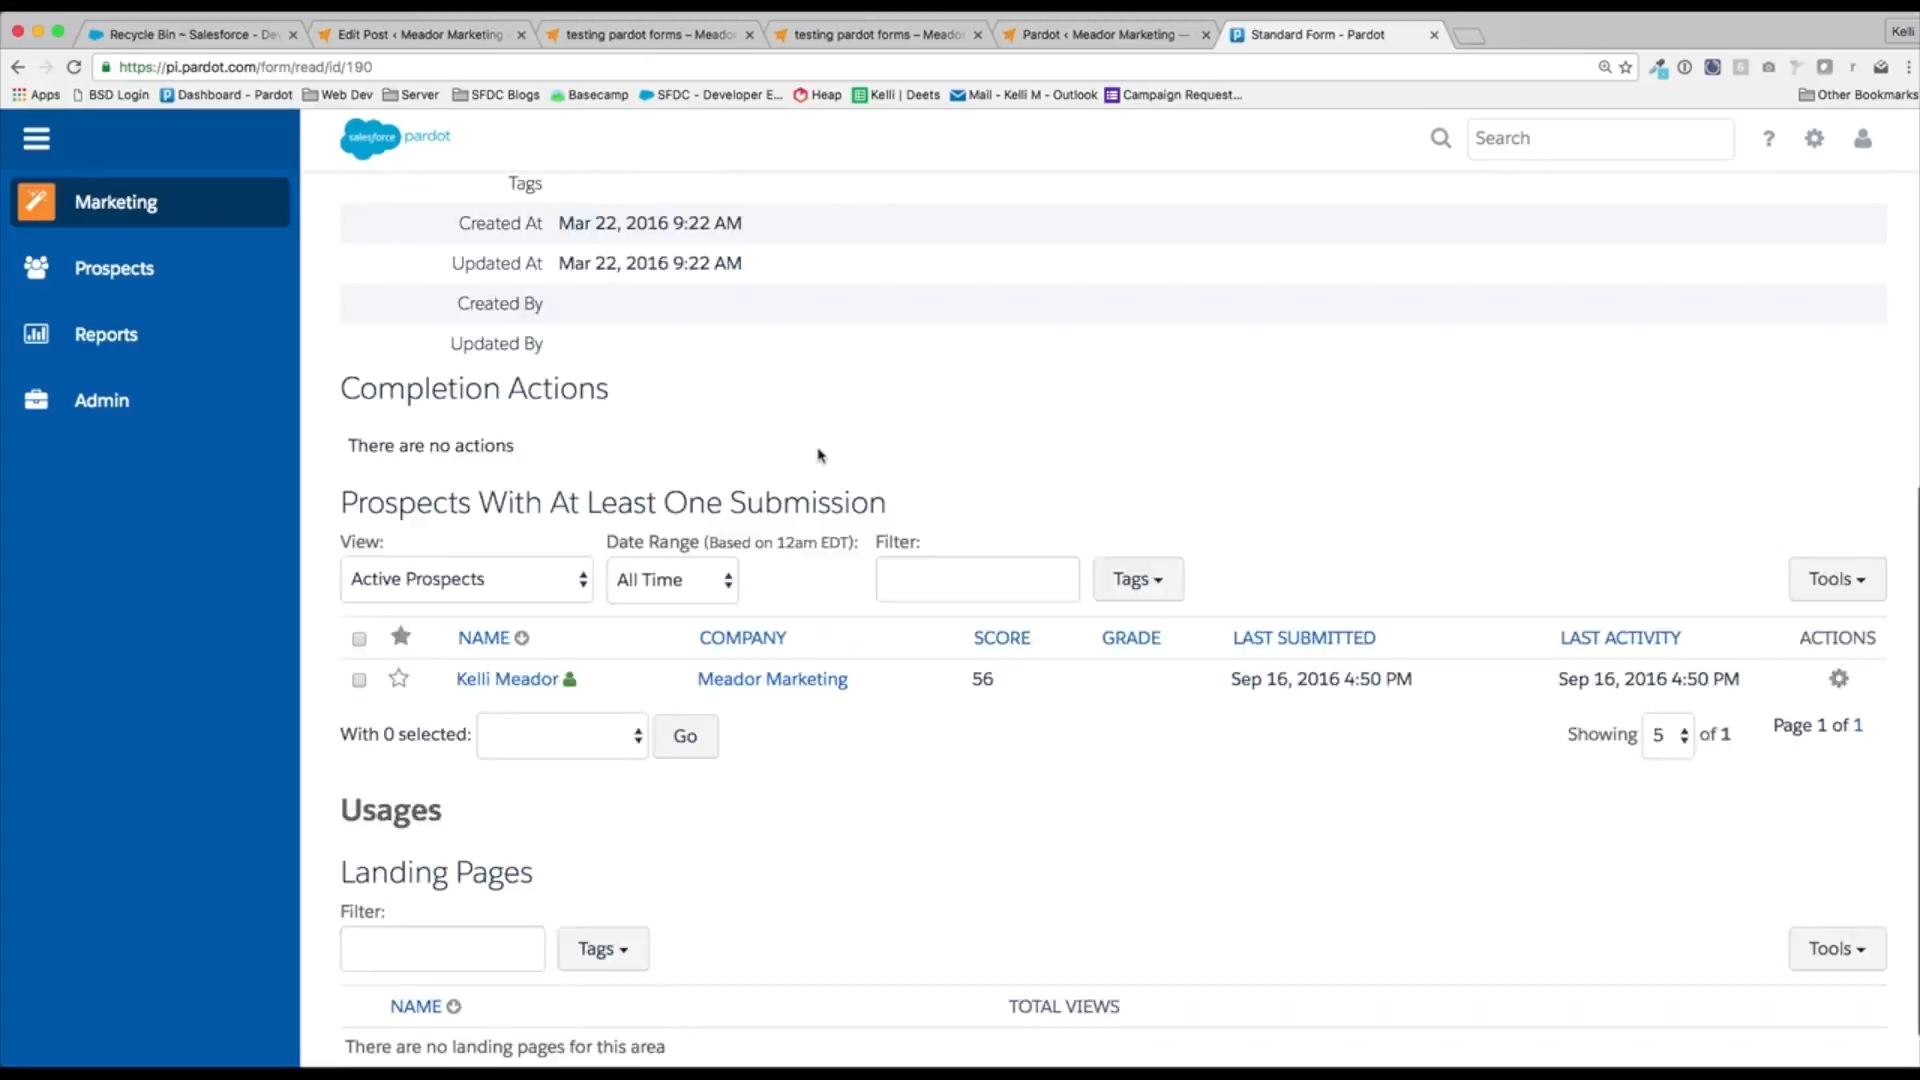 Recycle Bin ~ Salesforce - De
Edit Post ‹ Meador Marketing
testing pardot forms – Meado
testing pardot forms – Meador
Pardot ‹ Meador Marketing —
Standard Form - Pardot
Kelli
https://pi.pardot.com/form/read/id/190
Apps
BSD Login
Dashboard - Pardot
Web Dev
Server
SFDC Blogs
Basecamp
SFDC - Developer E...
Heap
Kelli | Deets
Mail - Kelli M - Outlook
Campaign Request...
Other Bookmarks
salesforce pardot
Search
?
Marketing
Prospects
Reports
Admin
Tags
Created At Mar 22, 2016 9:22 AM
Updated At Mar 22, 2016 9:22 AM
Created By
Updated By
Completion Actions
There are no actions
Prospects With At Least One Submission
View: Date Range (Based on 12am EDT): Filter:
Active Prospects All Time Tags Tools
NAME COMPANY SCORE GRADE LAST SUBMITTED LAST ACTIVITY ACTIONS
Kelli Meador Meador Marketing 56 Sep 16, 2016 4:50 PM Sep 16, 2016 4:50 PM
With 0 selected: Go Showing 5 of 1 Page 1 of 1
Usages
Landing Pages
Filter:
Tags Tools
NAME TOTAL VIEWS
There are no landing pages for this area